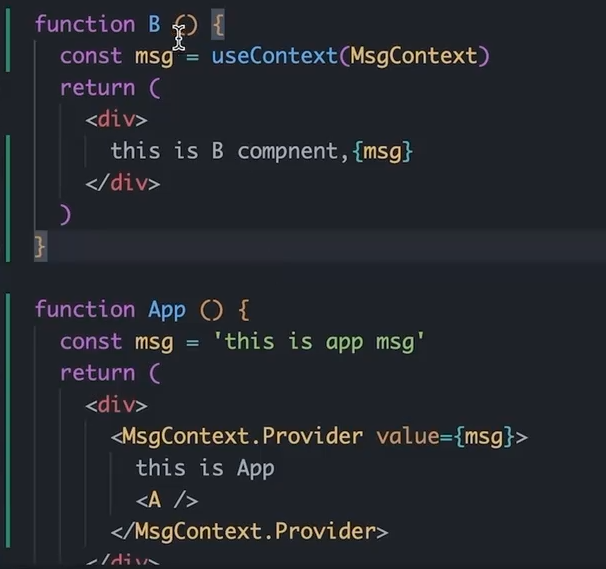 function B () {
const msg = useContext(MsgContext)
return (
<div>
this is B compnent,{msg}
</div>
)
}
function App () {
const msg = 'this is app msg'
return (
<div>
<MsgContext.Provider value={msg}>
this is App
<A />
</MsgContext.Provider>
</div>